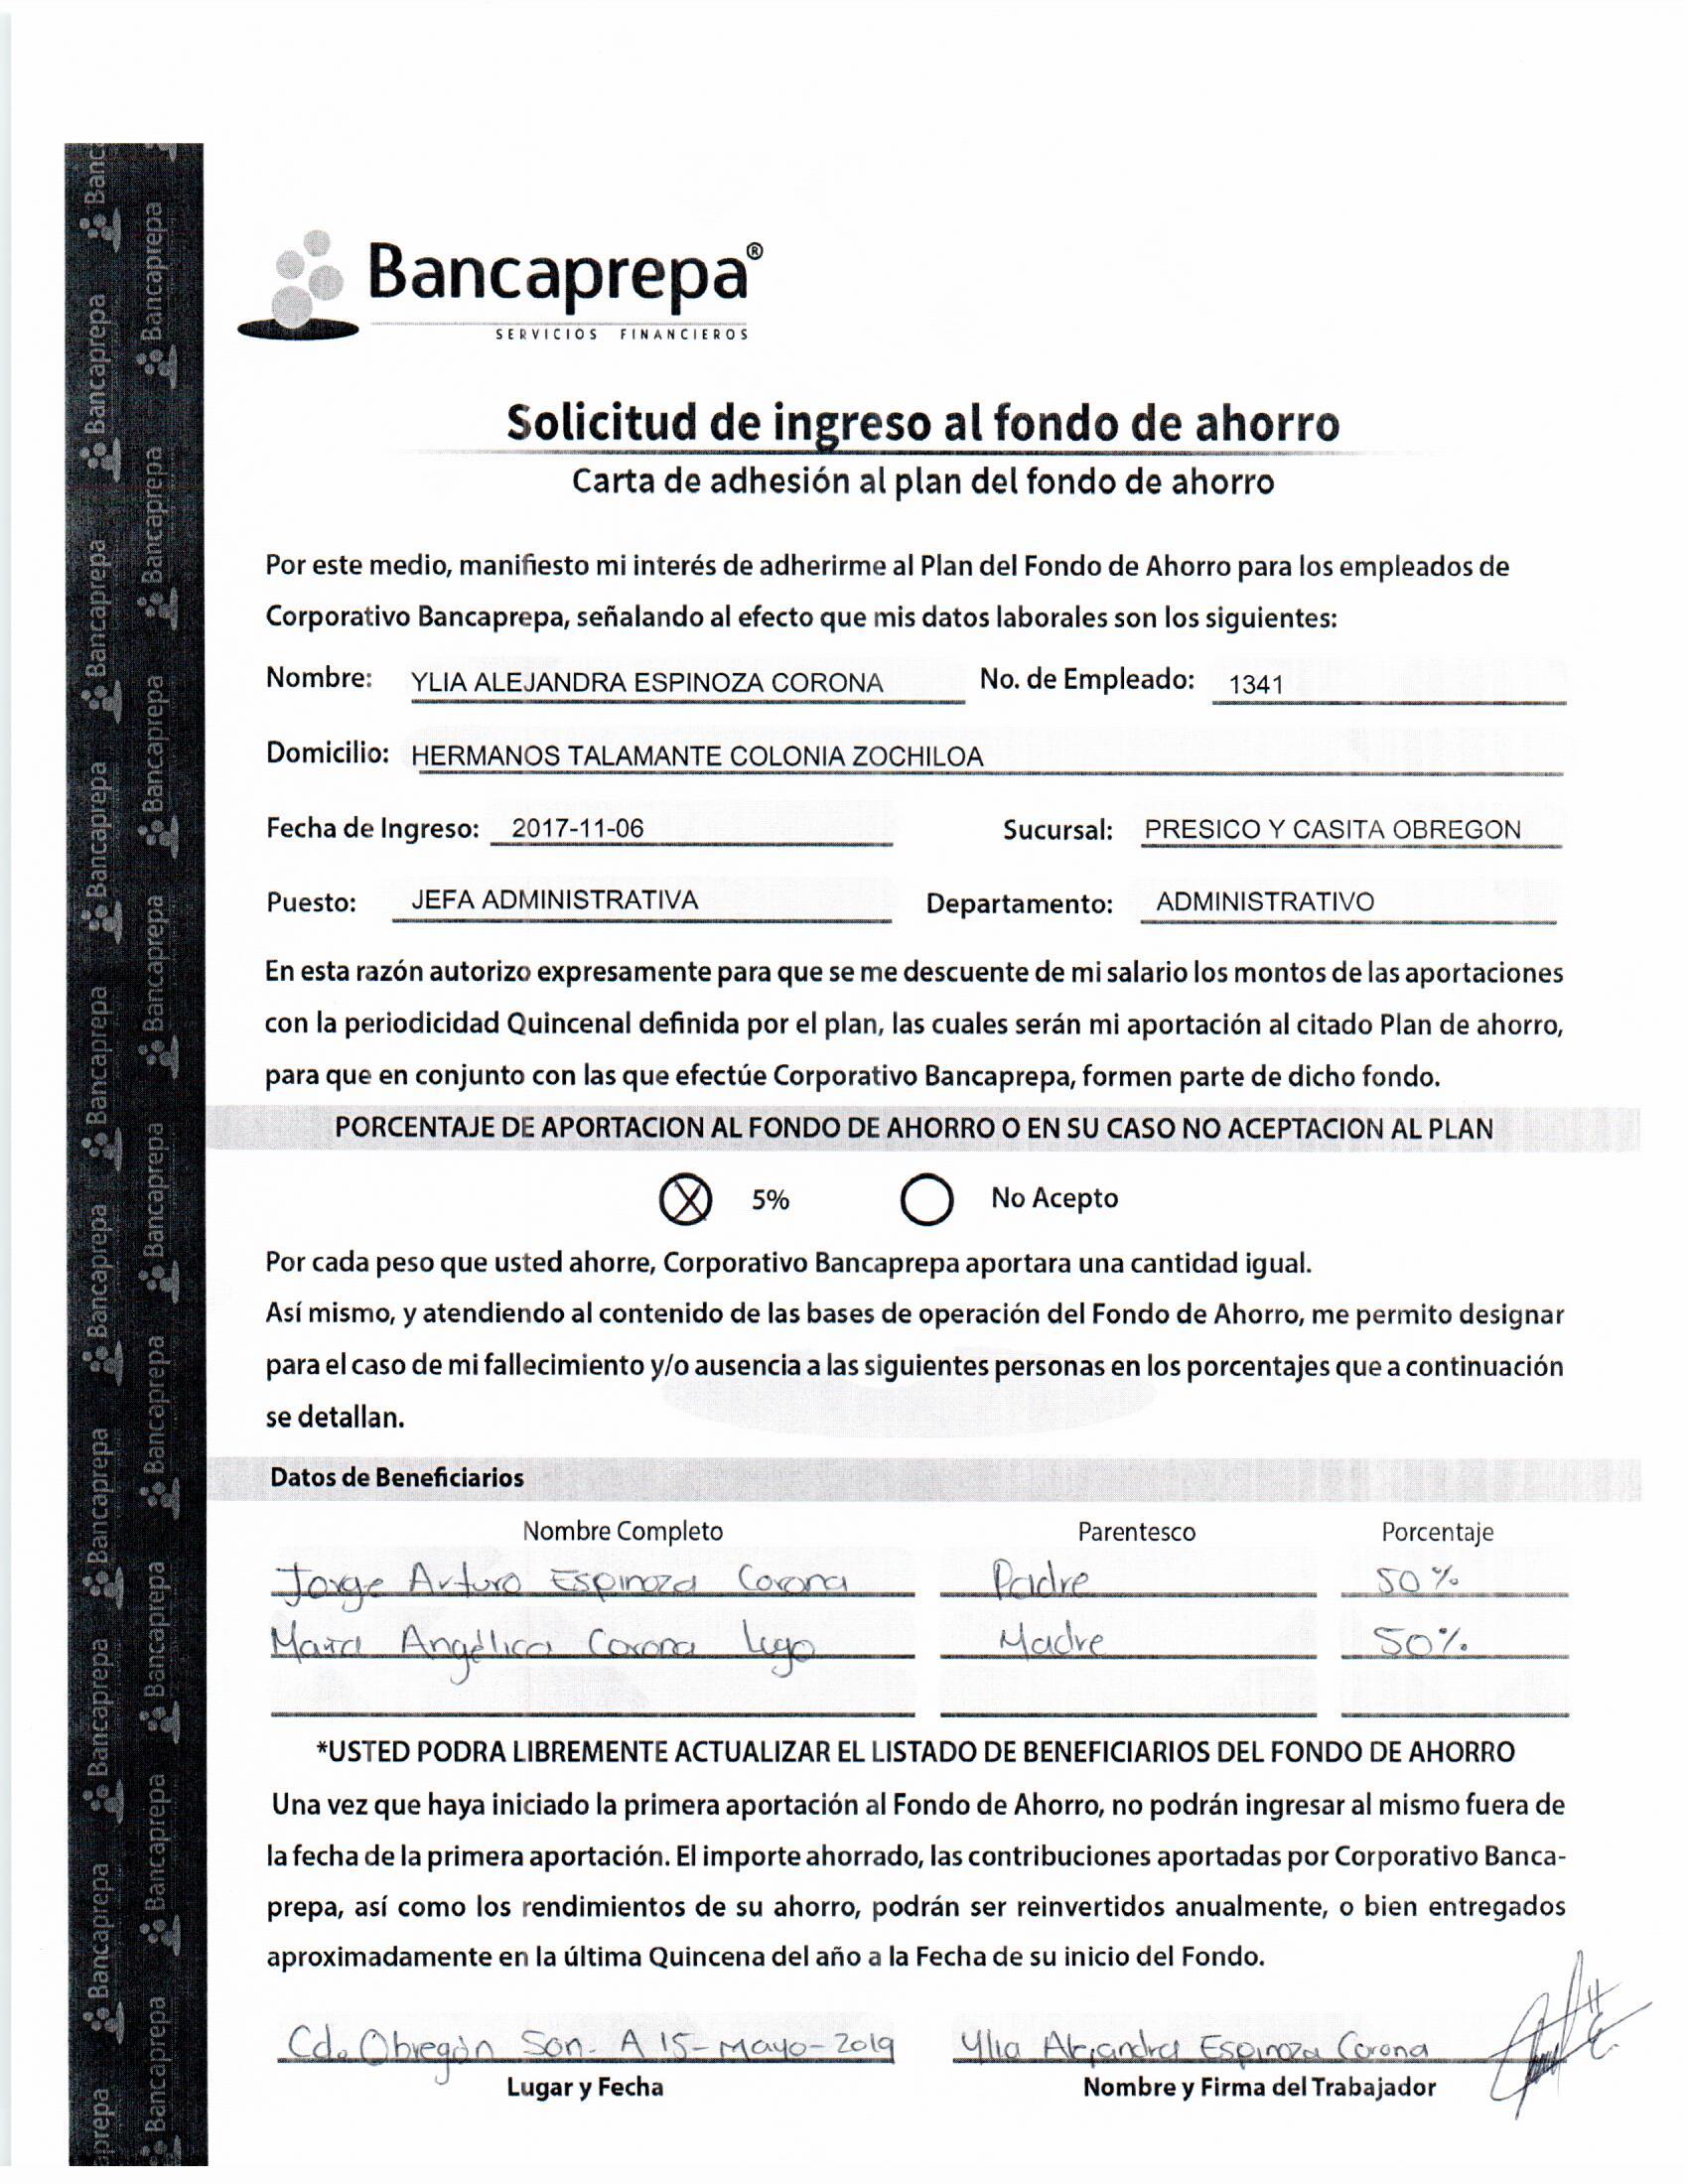 Bancaprepa®
SERVICIOS FINANCIEROS
Solicitud de ingreso al fondo de ahorro
Carta de adhesión al plan del fondo de ahorro
Por este medio, manifiesto mi interés de adherirme al Plan del Fondo de Ahorro para los empleados de
Corporativo Bancaprepa, señalando al efecto que mis datos laborales son los siguientes:
Nombre: YLIA ALEJANDRA ESPINOZA CORONA No. de Empleado: 1341
Domicilio: HERMANOS TALAMANTE COLONIA ZOCHILOA
Fecha de Ingreso: 2017-11-06 Sucursal: PRESICO Y CASITA OBREGON
Puesto: JEFA ADMINISTRATIVA Departamento: ADMINISTRATIVO
En esta razón autorizo expresamente para que se me descuente de mi salario los montos de las aportaciones
con la periodicidad Quincenal definida por el plan, las cuales serán mi aportación al citado Plan de ahorro,
para que en conjunto con las que efectúe Corporativo Bancaprepa, formen parte de dicho fondo.
PORCENTAJE DE APORTACION AL FONDO DE AHORRO O EN SU CASO NO ACEPTACION AL PLAN
X 5% No Acepto
Por cada peso que usted ahorre, Corporativo Bancaprepa aportara una cantidad igual.
Así mismo, y atendiendo al contenido de las bases de operación del Fondo de Ahorro, me permito designar
para el caso de mi fallecimiento y/o ausencia a las siguientes personas en los porcentajes que a continuación
se detallan.
Datos de Beneficiarios
Nombre Completo Parentesco Porcentaje
Jorge Arturo Espinoza Corona Padre 50%
Angélica Corona Lugo Madre 50%
*USTED PODRA LIBREMENTE ACTUALIZAR EL LISTADO DE BENEFICIARIOS DEL FONDO DE AHORRO
Una vez que haya iniciado la primera aportación al Fondo de Ahorro, no podrán ingresar al mismo fuera de
la fecha de la primera aportación. El importe ahorrado, las contribuciones aportadas por Corporativo Banca-
prepa, así como los rendimientos de su ahorro, podrán ser reinvertidos anualmente, o bien entregados
aproximadamente en la última Quincena del año a la Fecha de su inicio del Fondo.
Cd. Obregón Son. A 15-Mayo-2019 Ylia Alejandra Espinoza Corona
Lugar y Fecha Nombre y Firma del Trabajador